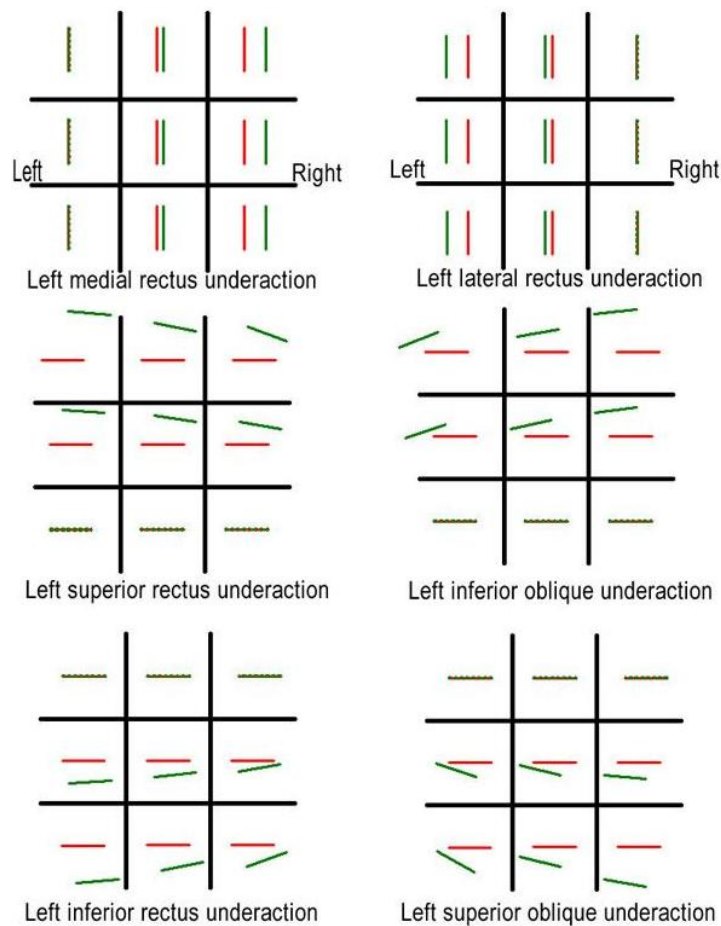 Left Right
Left Right
Left medial rectus underaction
Left lateral rectus underaction
Left superior rectus underaction
Left inferior oblique underaction
Left inferior rectus underaction
Left superior oblique underaction